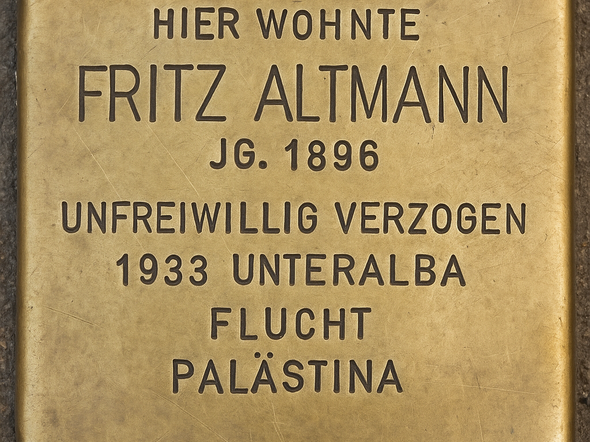 HIER WOHNTE
FRITZ ALTMANN
JG. 1896
UNFREIWILLIG VERZOGEN
1933 UNTERALBA
FLUCHT
PALÄSTINA